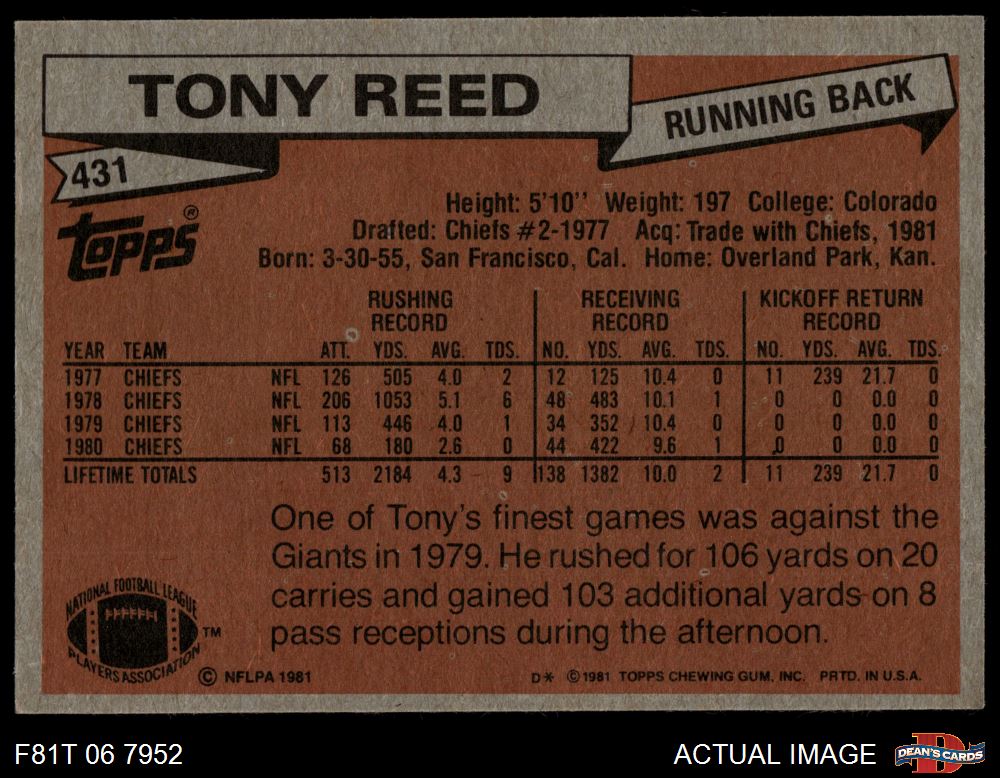 TONY REED
RUNNING BACK
431
topps®
Height: 5'10'' Weight: 197 College: Colorado
Drafted: Chiefs #2-1977 Acq: Trade with Chiefs, 1981
Born: 3-30-55, San Francisco, Cal. Home: Overland Park, Kan.
RUSHING RECORD RECEIVING RECORD KICKOFF RETURN RECORD
YEAR TEAM ATT. YDS. AVG. TDS. NO. YDS. AVG. TDS. NO. YDS. AVG. TDS.
1977 CHIEFS NFL 126 505 4.0 2 12 125 10.4 0 11 239 21.7 0
1978 CHIEFS NFL 206 1053 5.1 6 48 483 10.1 1 0 0 0.0 0
1979 CHIEFS NFL 113 446 4.0 1 34 352 10.4 0 0 0 0.0 0
1980 CHIEFS NFL 68 180 2.6 0 44 422 9.6 1 0 0 0.0 0
LIFETIME TOTALS 513 2184 4.3 9 138 1382 10.0 2 11 239 21.7 0
One of Tony's finest games was against the
Giants in 1979. He rushed for 106 yards on 20
carries and gained 103 additional yards on 8
pass receptions during the afternoon.
NATIONAL FOOTBALL LEAGUE
PLAYERS ASSOCIATION
TM
© NFLPA 1981
D* © 1981 TOPPS CHEWING GUM, INC. PRTD. IN U.S.A.
F81T 06 7952
ACTUAL IMAGE
DEAN'S CARDS